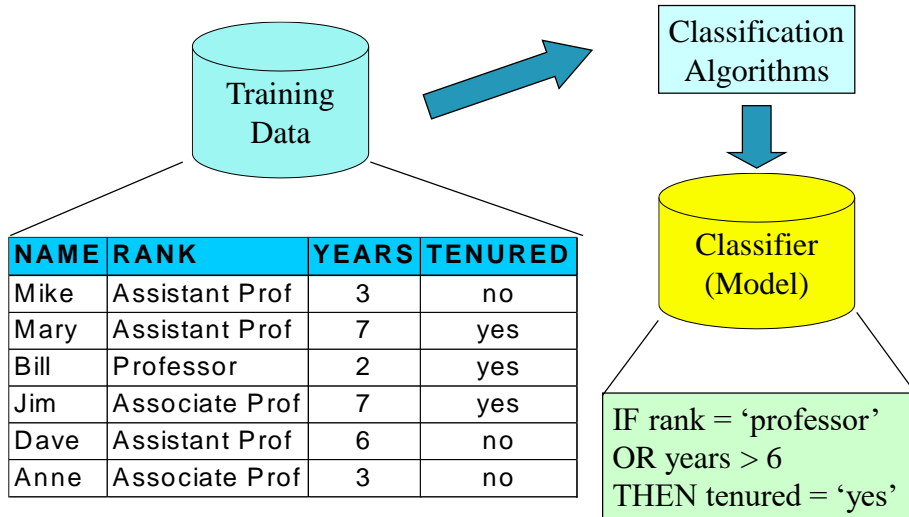 Training
Data
Classification
Algorithms
Classifier
(Model)
NAME RANK YEARS TENURED
Mike Assistant Prof 3 no
Mary Assistant Prof 7 yes
Bill Professor 2 yes
Jim Associate Prof 7 yes
Dave Assistant Prof 6 no
Anne Associate Prof 3 no
IF rank = ‘professor’
OR years > 6
THEN tenured = ‘yes’